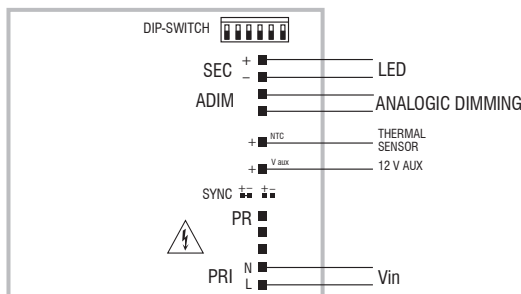 DIP-SWITCH
+
SEC
– LED
ADIM
ANALOGIC DIMMING
+ NTC THERMAL
SENSOR
+ V aux 12 V AUX
SYNC +– +–
PR
N
PRI Vin
L